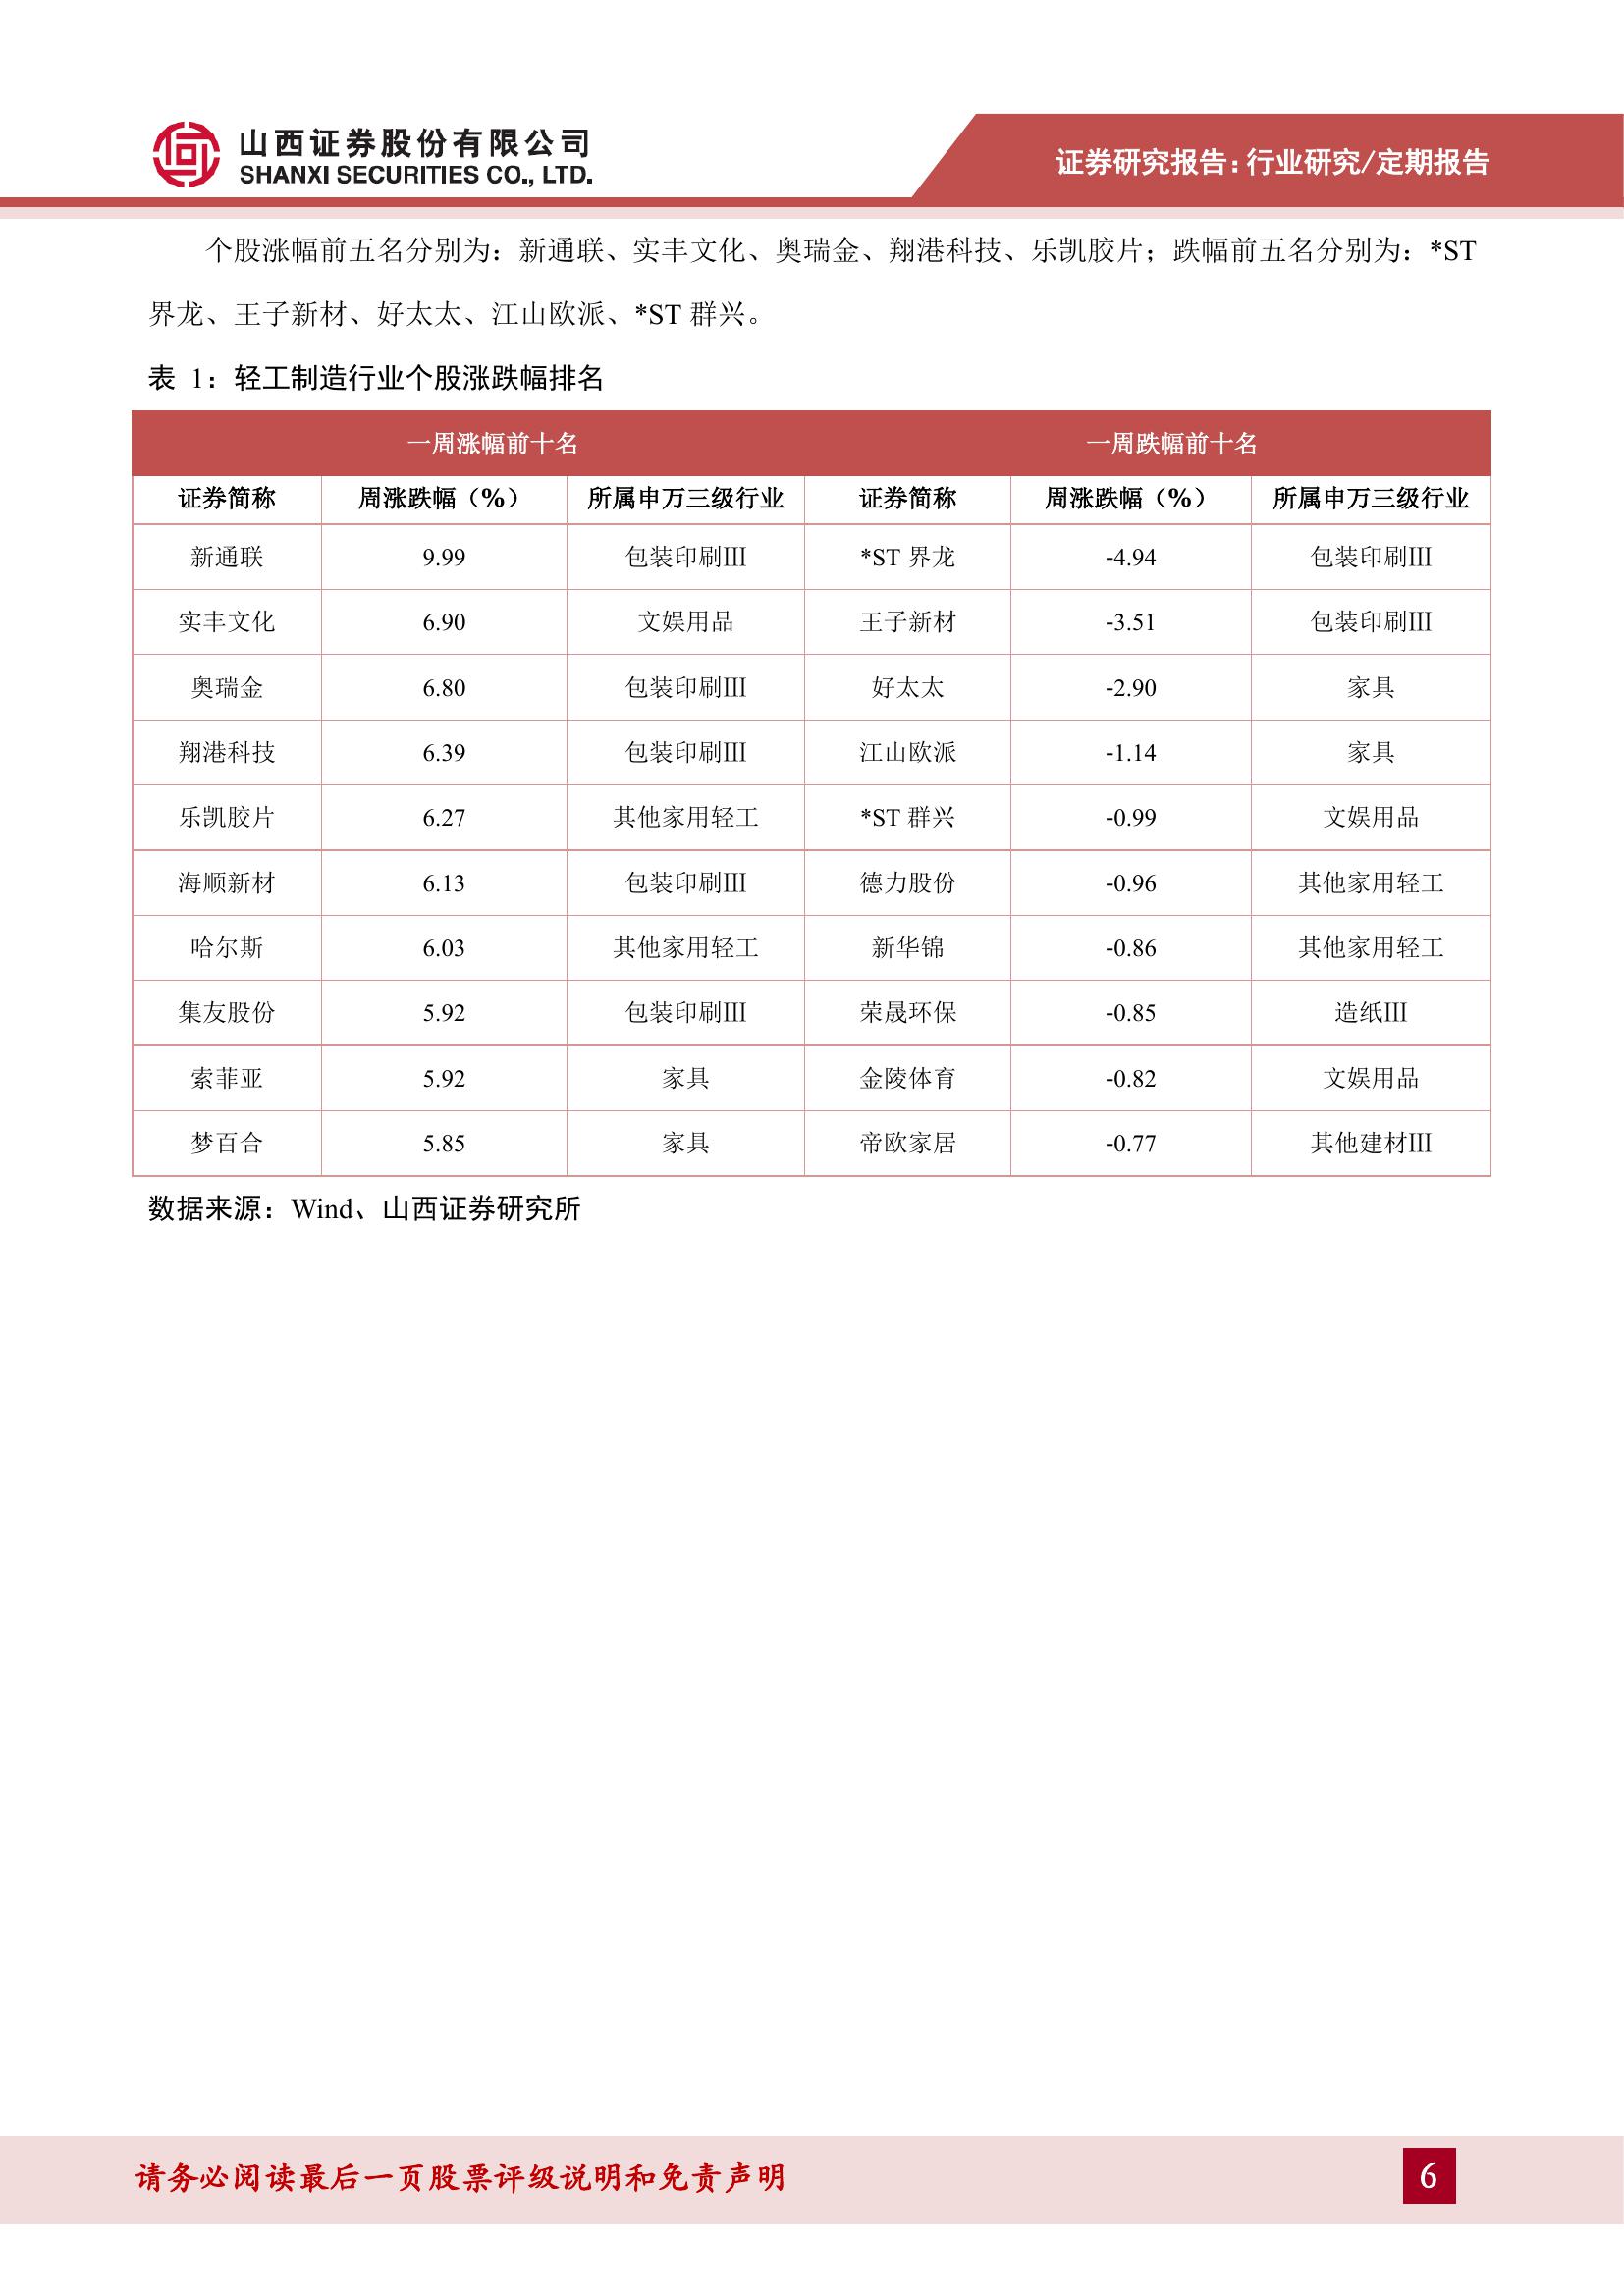 山西证券股份有限公司
SHANXI SECURITIES CO., LTD.
证券研究报告：行业研究/定期报告
个股涨幅前五名分别为：新通联、实丰文化、奥瑞金、翔港科技、乐凯胶片；跌幅前五名分别为：*ST
界龙、王子新材、好太太、江山欧派、*ST 群兴。
表 1：轻工制造行业个股涨跌幅排名
一周涨幅前十名 一周跌幅前十名
证券简称 周涨跌幅（%） 所属申万三级行业 证券简称 周涨跌幅（%） 所属申万三级行业
新通联 9.99 包装印刷Ⅲ *ST 界龙 -4.94 包装印刷Ⅲ
实丰文化 6.90 文娱用品 王子新材 -3.51 包装印刷Ⅲ
奥瑞金 6.80 包装印刷Ⅲ 好太太 -2.90 家具
翔港科技 6.39 包装印刷Ⅲ 江山欧派 -1.14 家具
乐凯胶片 6.27 其他家用轻工 *ST 群兴 -0.99 文娱用品
海顺新材 6.13 包装印刷Ⅲ 德力股份 -0.96 其他家用轻工
哈尔斯 6.03 其他家用轻工 新华锦 -0.86 其他家用轻工
集友股份 5.92 包装印刷Ⅲ 荣晟环保 -0.85 造纸Ⅲ
索菲亚 5.92 家具 金陵体育 -0.82 文娱用品
梦百合 5.85 家具 帝欧家居 -0.77 其他建材Ⅲ
数据来源：Wind、山西证券研究所
请务必阅读最后一页股票评级说明和免责声明 6